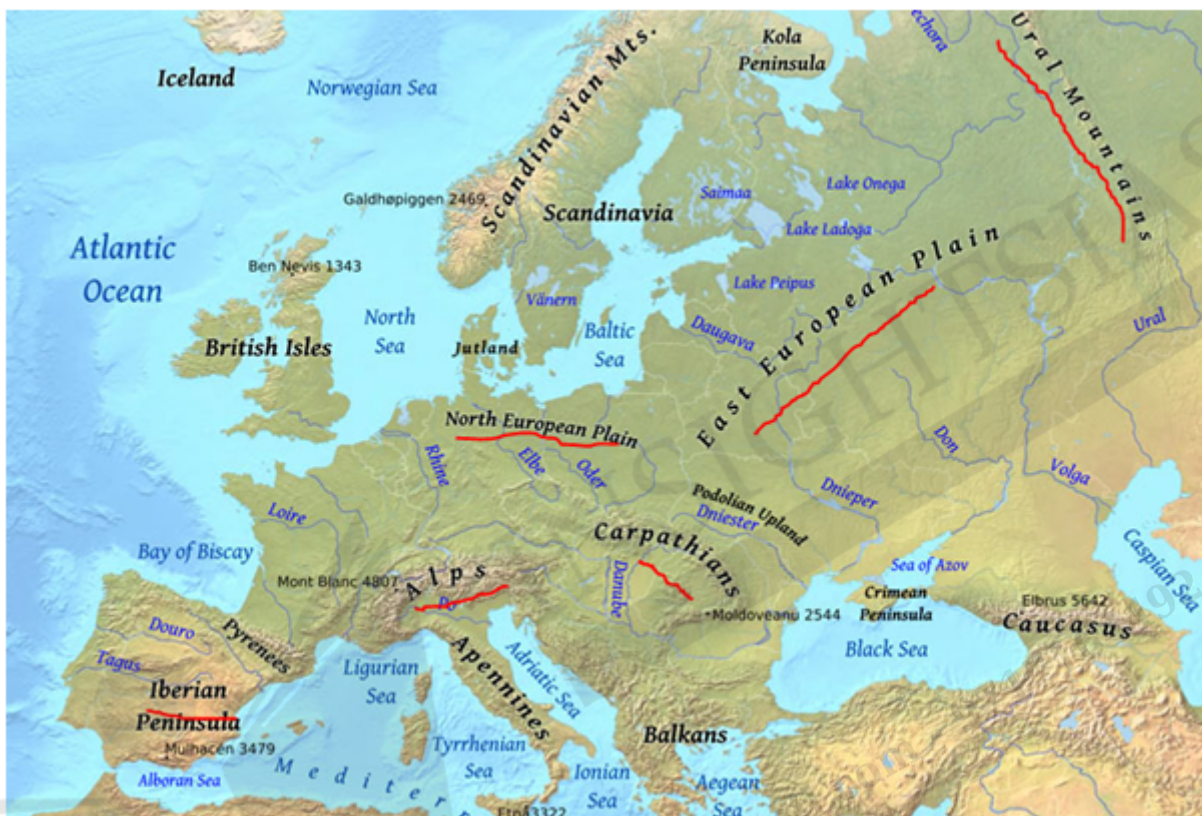 Iceland
Norwegian Sea
Kola
Peninsula
echora
Ural Mountains
Scandinavian Mts.
Galdhøpiggen 2469
Scandinavia
Saimaa
Lake Onega
Lake Ladoga
Atlantic
Ocean
Ben Nevis 1343
Vänern
Lake Peipus
East European Plain
British Isles
North
Sea
Jutland
Baltic
Sea
Daugava
Ural
North European Plain
Rhine
Elbe
Oder
Don
Volga
Loire
Podolian Upland
Dniester
Dnieper
Carpathians
Bay of Biscay
Mont Blanc 4807
Alps
Danube
Moldoveanu 2544
Sea of Azov
Crimean
Peninsula
Caspian Sea
Elbrus 5642
Caucasus
Black Sea
Douro
Pyrenees
Tagus
Iberian
Peninsula
Ligurian
Sea
Apennines
Adriatic Sea
Balkans
Mulhacén 3479
Alboran Sea
Mediter
Tyrrhenian
Sea
Ionian
Sea
Aegean
Sea
Etna3322
INSIGHTSIAS